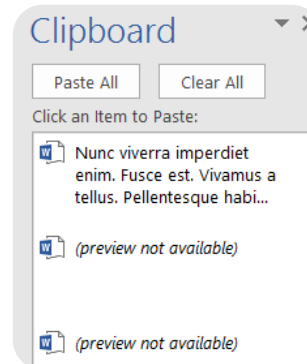 Clipboard
Paste All Clear All
Click an Item to Paste:
Nunc viverra imperdiet
enim. Fusce est. Vivamus a
tellus. Pellentesque habi...
(preview not available)
(preview not available)